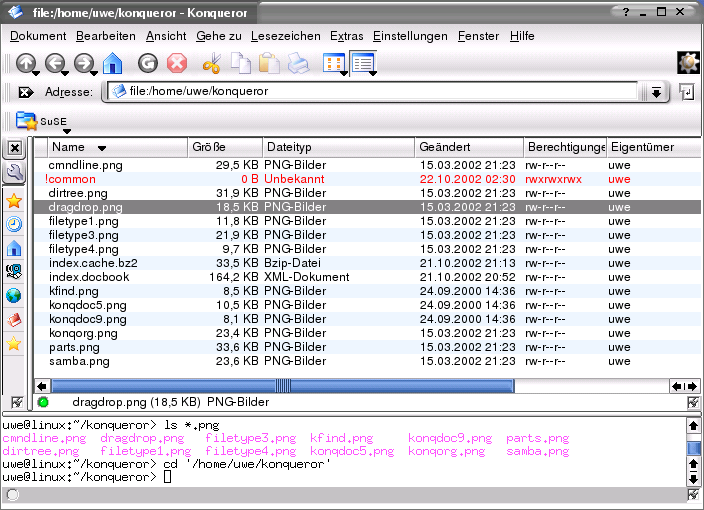 file:/home/uwe/konqueror - Konqueror
Dokument Bearbeiten Ansicht Gehe zu Lesezeichen Extras Einstellungen Fenster Hilfe
Adresse: file:/home/uwe/konqueror
SuSE
Name Größe Dateityp Geändert Berechtigunge Eigentümer
cmndline.png 29,5 KB PNG-Bilder 15.03.2002 21:23 rw-r--r-- uwe
!common 0 B Unbekannt 22.10.2002 02:30 rwxrwxrwx uwe
dirtree.png 31,9 KB PNG-Bilder 15.03.2002 21:23 rw-r--r-- uwe
dragdrop.png 18,5 KB PNG-Bilder 15.03.2002 21:23 rw-r--r-- uwe
filetype1.png 11,8 KB PNG-Bilder 15.03.2002 21:23 rw-r--r-- uwe
filetype3.png 21,9 KB PNG-Bilder 15.03.2002 21:23 rw-r--r-- uwe
filetype4.png 9,7 KB PNG-Bilder 15.03.2002 21:23 rw-r--r-- uwe
index.cache.bz2 33,5 KB Bzip-Datei 21.10.2002 21:13 rw-r--r-- uwe
index.docbook 164,2 KB XML-Dokument 21.10.2002 20:52 rw-r--r-- uwe
kfind.png 8,5 KB PNG-Bilder 24.09.2000 14:36 rw-r--r-- uwe
konqdoc5.png 10,5 KB PNG-Bilder 24.09.2000 14:36 rw-r--r-- uwe
konqdoc9.png 8,1 KB PNG-Bilder 24.09.2000 14:36 rw-r--r-- uwe
konqorg.png 23,4 KB PNG-Bilder 15.03.2002 21:23 rw-r--r-- uwe
parts.png 33,6 KB PNG-Bilder 15.03.2002 21:23 rw-r--r-- uwe
samba.png 23,6 KB PNG-Bilder 15.03.2002 21:23 rw-r--r-- uwe
dragdrop.png (18,5 KB) PNG-Bilder
uwe@linux:~/konqueror> ls *.png
cmndline.png dragdrop.png filetype3.png kfind.png konqdoc9.png parts.png
dirtree.png filetype1.png filetype4.png konqdoc5.png konqorg.png samba.png
uwe@linux:~/konqueror> cd '/home/uwe/konqueror'
uwe@linux:~/konqueror>